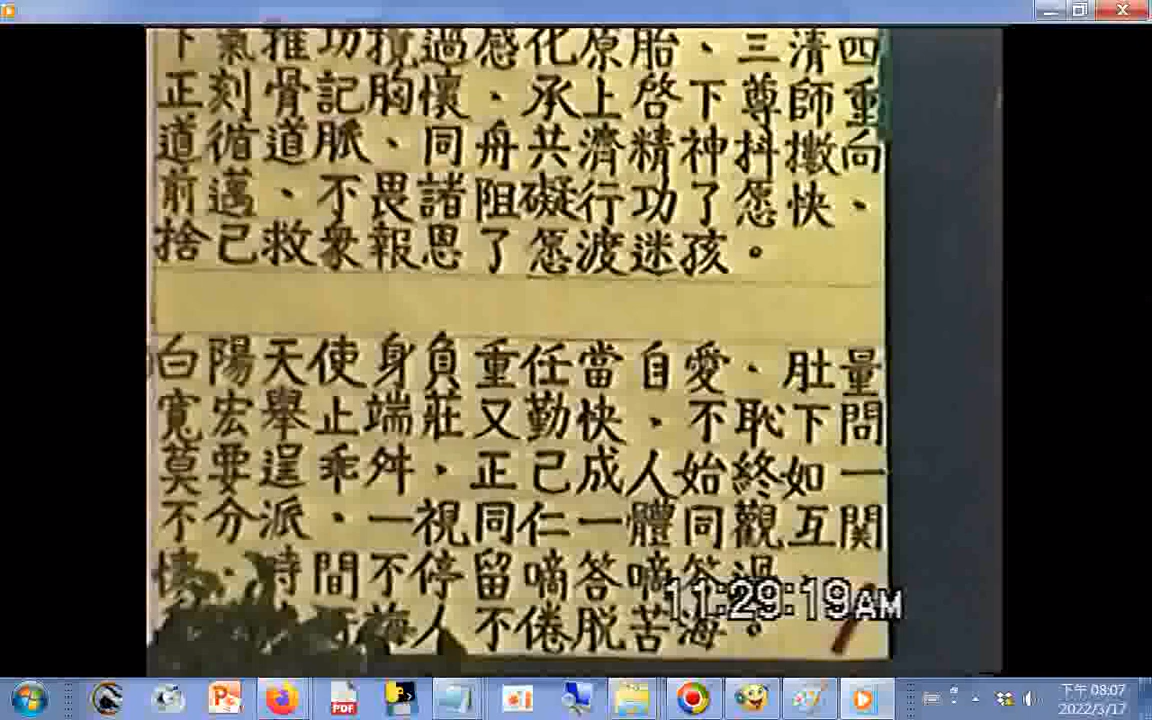 下氣推功攬過感化原胎、三清四
正刻骨記胸懷、承上啓下尊師重
道循道脈、同舟共濟精神抖擻向
前邁、不畏諸阻礙行功了愿快、
捨己救衆報恩了愿渡迷孩。
白陽天使身負重任當自愛、肚量
寬宏舉止端莊又勤快、不恥下問
莫要逞乖舛、正己成人始終如一
不分派、一視同仁一體同觀互関
懷、時間不停留嘀答嘀答過、
誨人不倦脱苦海。
11:29:19AM
下午 08:07
2022/3/17